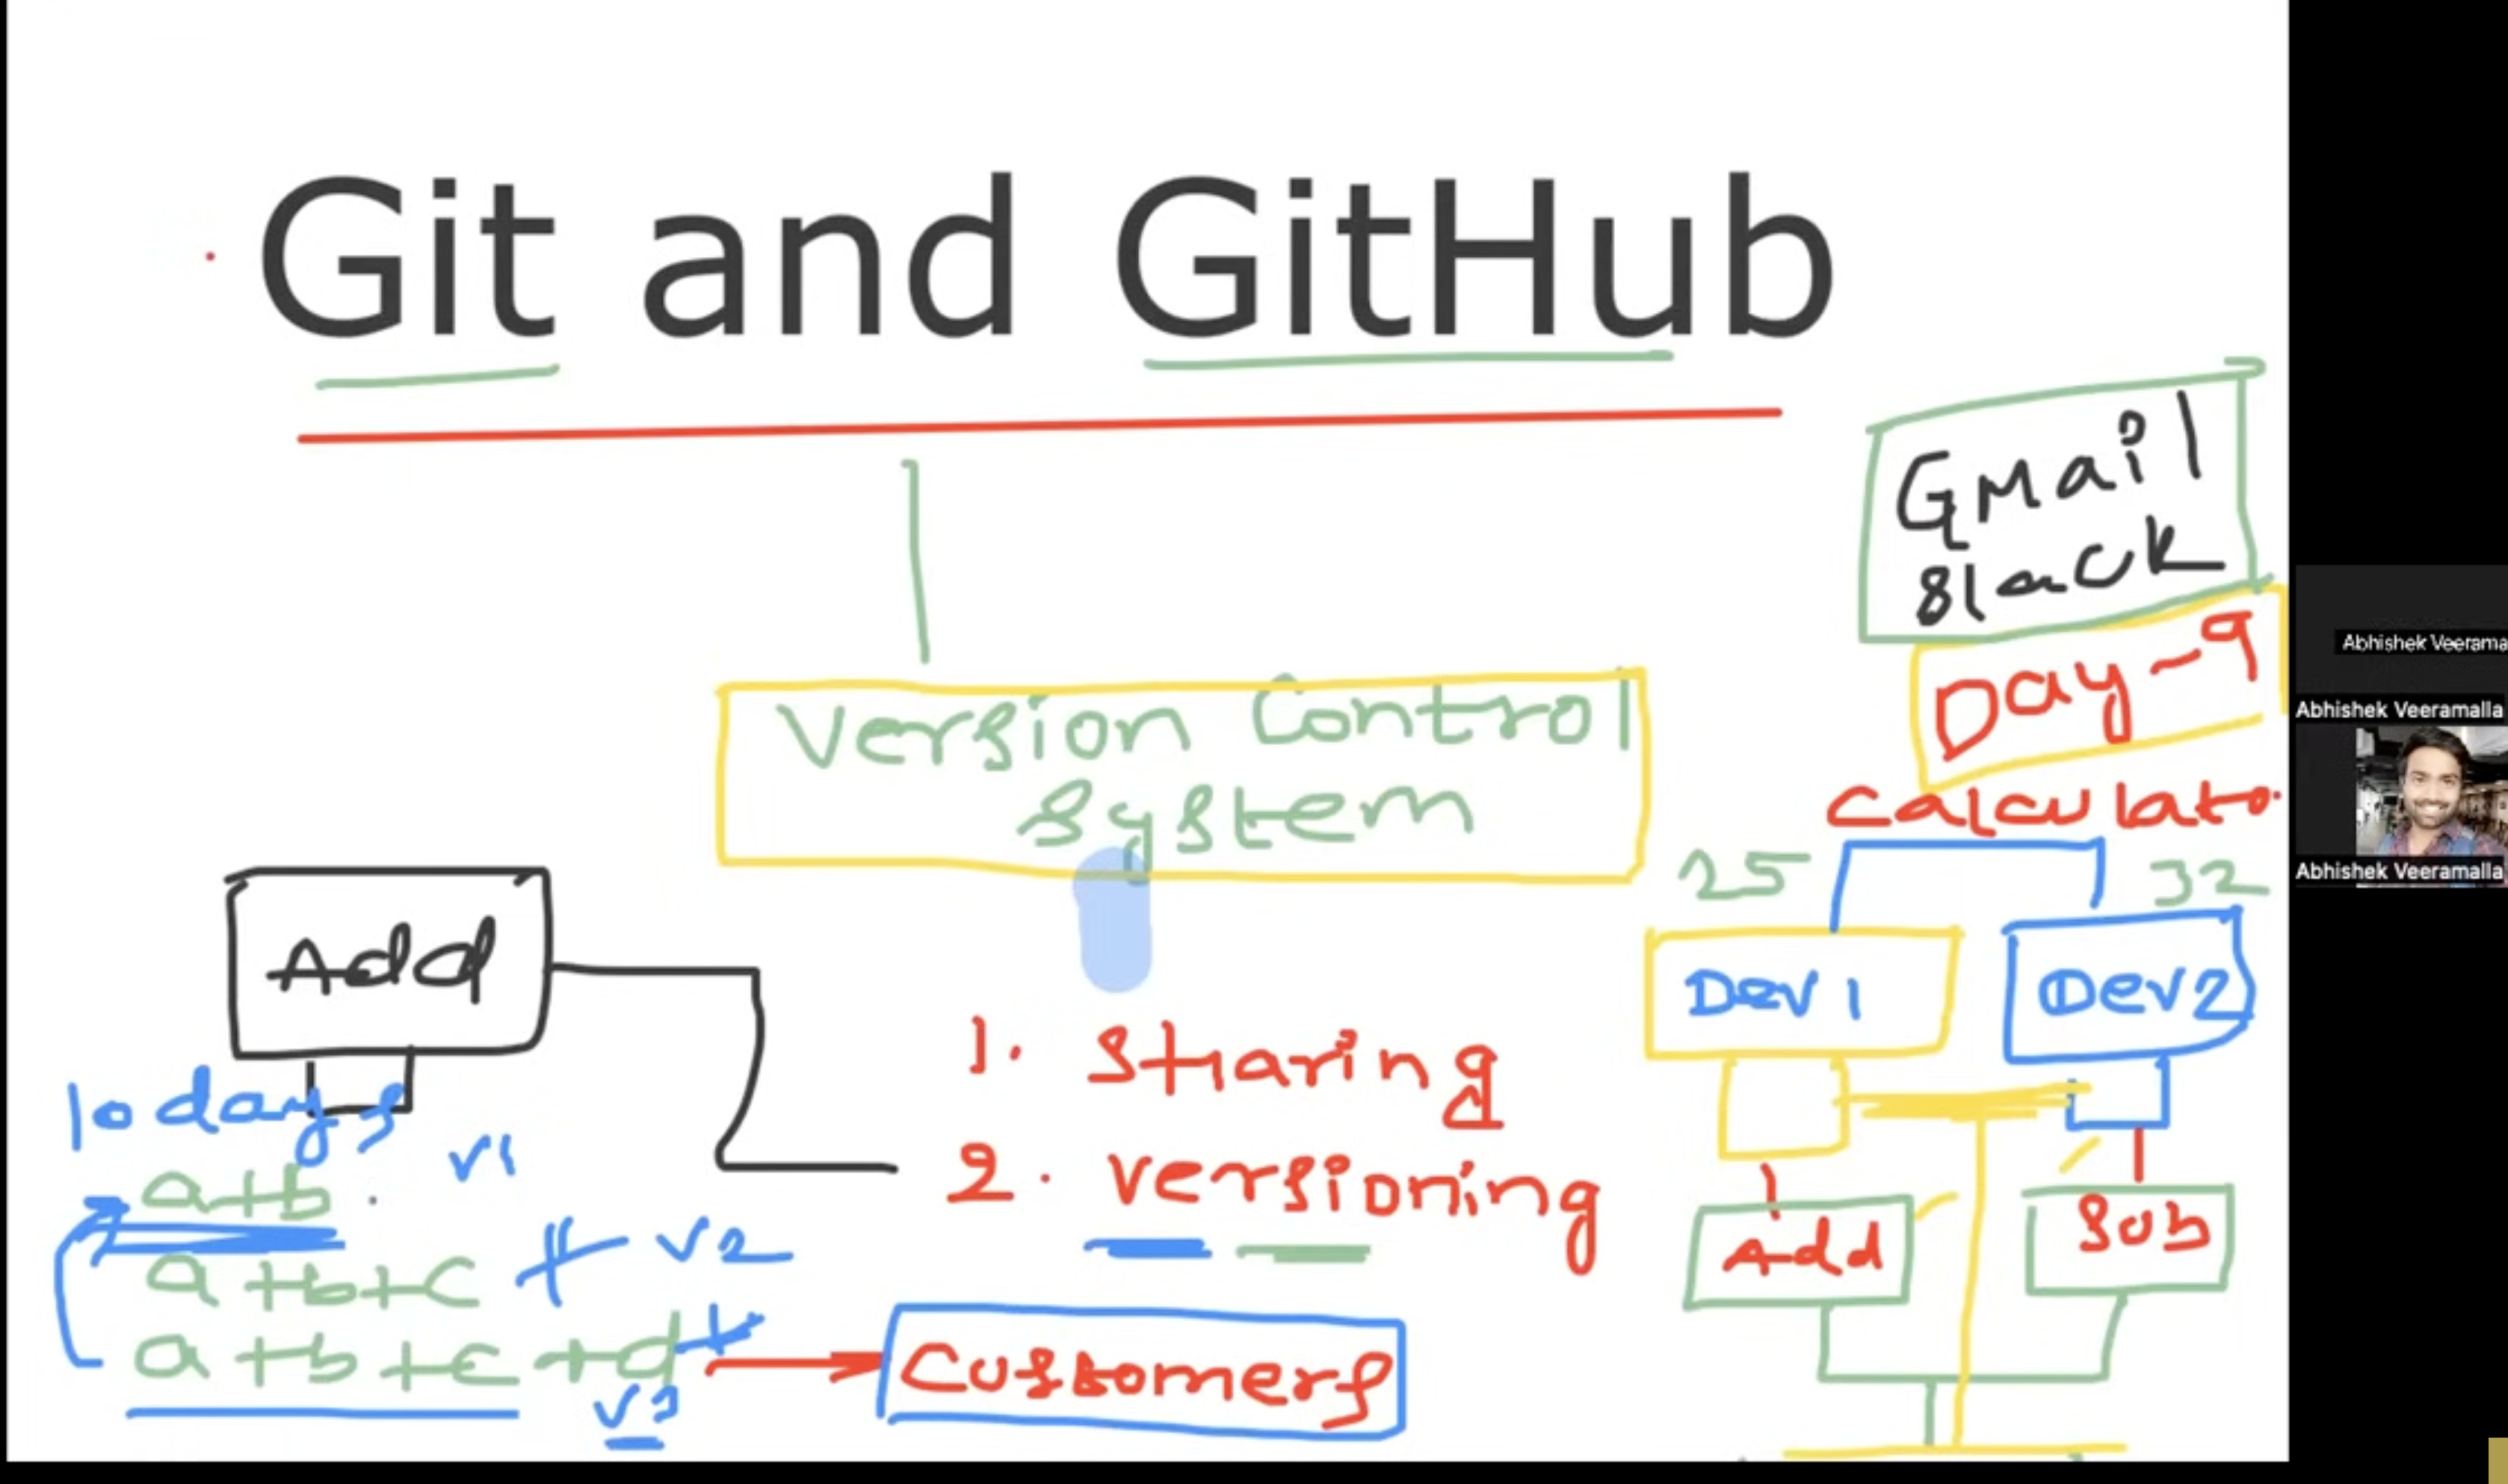 Git and GitHub
GMail
Black
Day-9
Version Control
System
Calculato
25
32
Add
Dev 1
Dev2
1. Sharing
2. Versioning
10 days
a+b
v1
a+b+c
v2
a+b+c+d
v3
Customers
Add
Sub
Abhishek Veerama
Abhishek Veeramalla
Abhishek Veeramalla